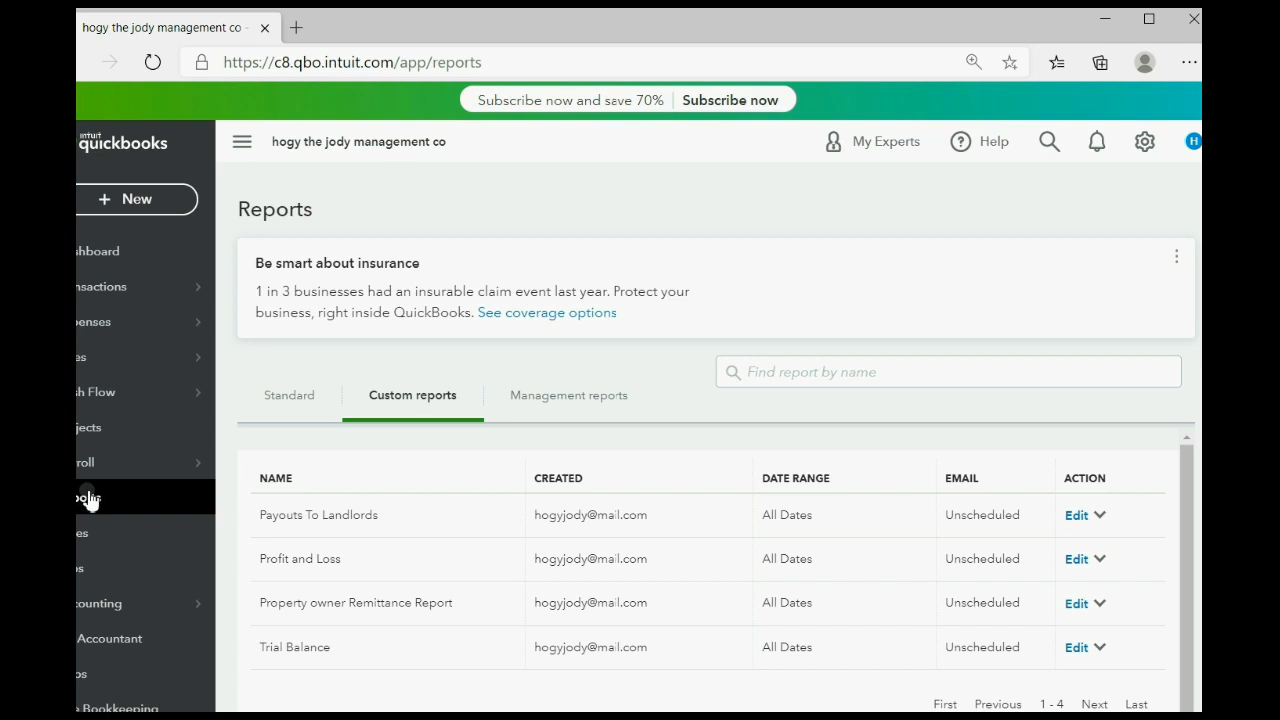 hogy the jody management co -
https://c8.qbo.intuit.com/app/reports
Subscribe now and save 70% Subscribe now
intuit
quickbooks
hogy the jody management co
My Experts
Help
H
+ New
shboard
nsactions
penses
es
h Flow
jects
roll
es
ps
counting
Accountant
os
e Bookkeeping
Reports
Be smart about insurance
1 in 3 businesses had an insurable claim event last year. Protect your
business, right inside QuickBooks. See coverage options
Find report by name
Standard Custom reports Management reports
NAME CREATED DATE RANGE EMAIL ACTION
Payouts To Landlords hogyjody@mail.com All Dates Unscheduled Edit
Profit and Loss hogyjody@mail.com All Dates Unscheduled Edit
Property owner Remittance Report hogyjody@mail.com All Dates Unscheduled Edit
Trial Balance hogyjody@mail.com All Dates Unscheduled Edit
First Previous 1 - 4 Next Last